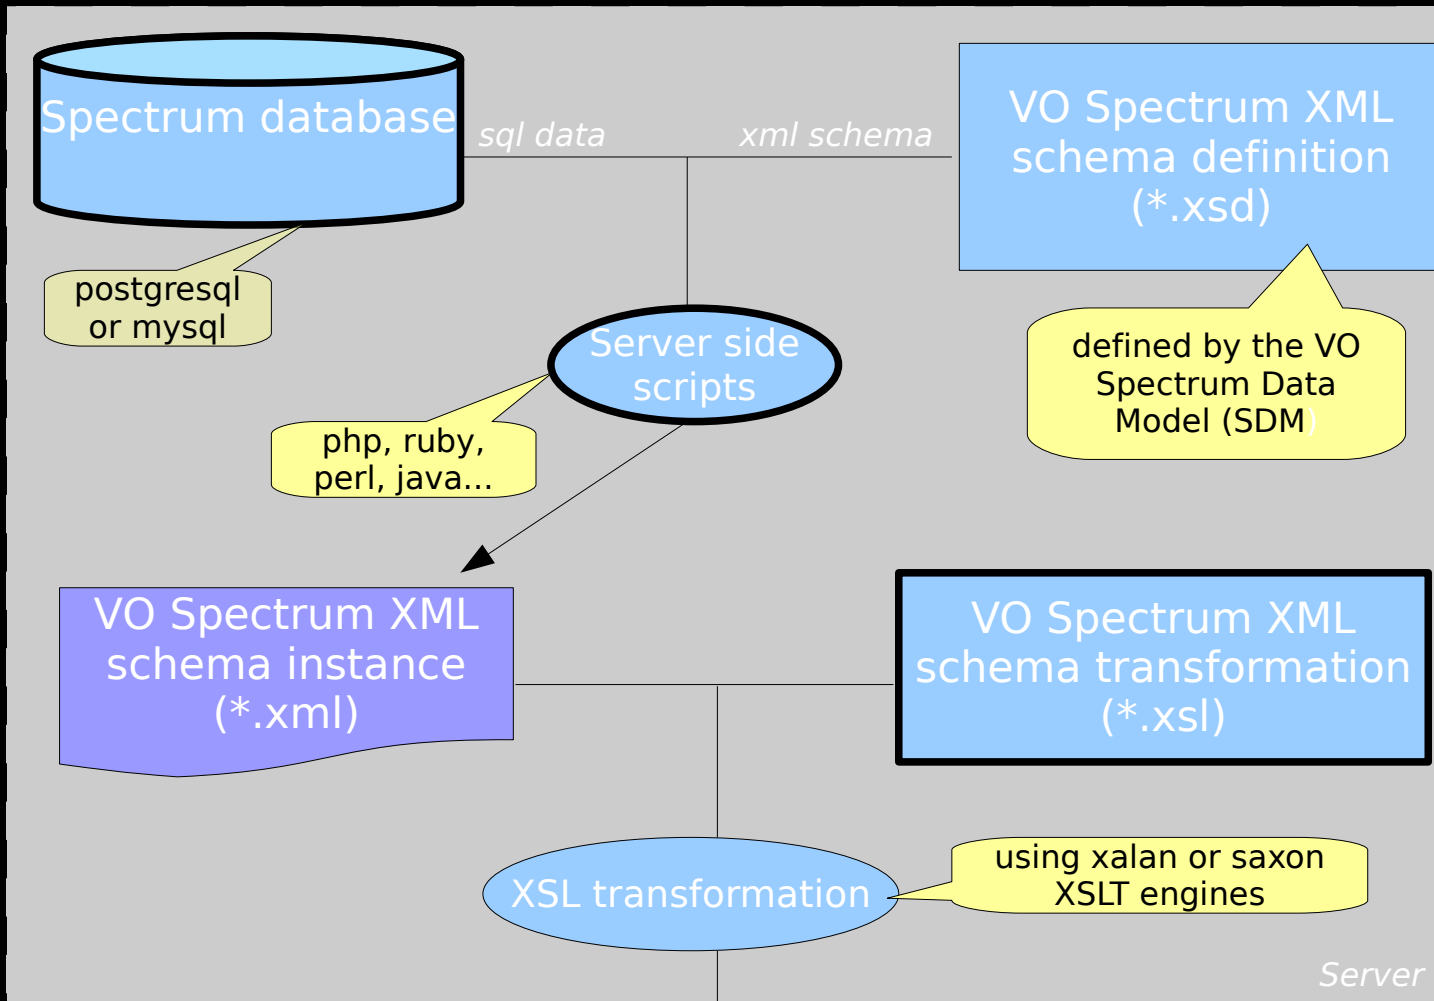 Spectrum database
sql data
xml schema
VO Spectrum XML
schema definition
(*.xsd)
postgresql
or mysql
Server side
scripts
defined by the VO
Spectrum Data
Model (SDM)
php, ruby,
perl, java...
VO Spectrum XML
schema instance
(*.xml)
VO Spectrum XML
schema transformation
(*.xsl)
XSL transformation
using xalan or saxon
XSLT engines
Server